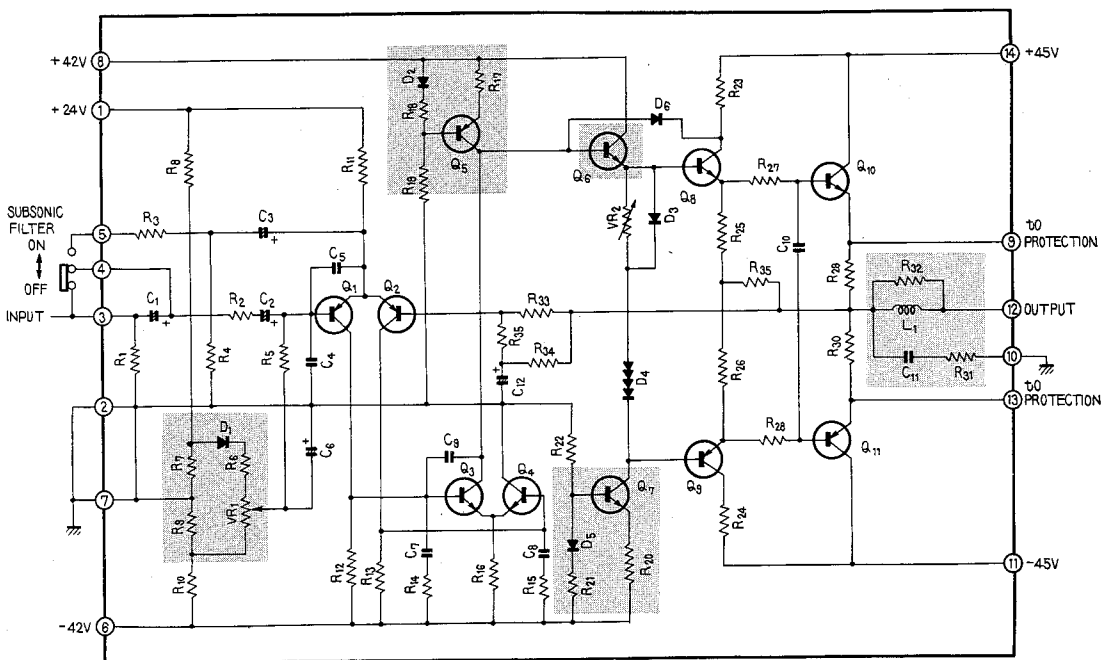 +42V 8
+24V 1
SUBSONIC
FILTER
ON
OFF
INPUT
5
4
3
2
7
-42V 6
14 +45V
9 to
PROTECTION
12 OUTPUT
10
to
13 PROTECTION
11 -45V
D2
R17
R18
Q5
R19
R8
R11
D6
R23
Q6
Q8
R27
Q10
VR2
D3
R3
C3
C5
R25
C10
C1
R2
C2
Q1
Q2
R33
R35
R28
R32
L1
R1
R4
R5
C4
R35
R34
C12
D4
R26
R30
C11
R31
D1
R7
R6
C6
R9
VR1
R10
C9
Q3
Q4
R22
Q7
R28
Q9
Q11
R24
R12
R13
C7
R14
R16
C8
R15
D5
R21
R20